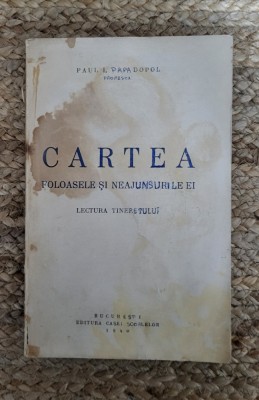 PAUL I. PAPADOPOL
PROFESOR
CARTEA
FOLOASELE ȘI NEAJUNSURILE EI
LECTURA TINERETULUI
BUCUREȘTI
EDITURA CASEI ȘCOALELOR